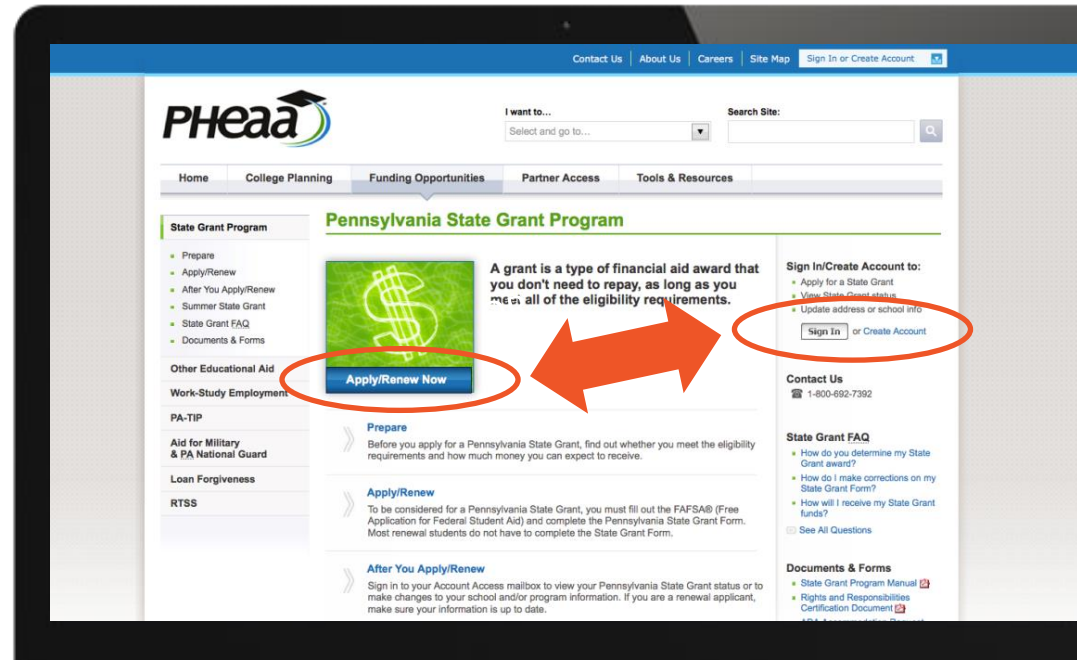 Contact Us | About Us | Careers | Site Map
Sign In or Create Account
PHEAA
I want to...
Select and go to...
Search Site:
Home
College Planning
Funding Opportunities
Partner Access
Tools & Resources
State Grant Program
Prepare
Apply/Renew
After You Apply/Renew
Summer State Grant
State Grant FAQ
Documents & Forms
Other Educational Aid
Work-Study Employment
PA-TIP
Aid for Military
& PA National Guard
Loan Forgiveness
RTSS
Pennsylvania State Grant Program
Apply/Renew Now
A grant is a type of financial aid award that
you don't need to repay, as long as you
meet all of the eligibility requirements.
Prepare
Before you apply for a Pennsylvania State Grant, find out whether you meet the eligibility
requirements and how much money you can expect to receive.
Apply/Renew
To be considered for a Pennsylvania State Grant, you must fill out the FAFSA® (Free
Application for Federal Student Aid) and complete the Pennsylvania State Grant Form.
Most renewal students do not have to complete the State Grant Form.
After You Apply/Renew
Sign in to your Account Access mailbox to view your Pennsylvania State Grant status or to
make changes to your school and/or program information. If you are a renewal applicant,
make sure your information is up to date.
Sign In/Create Account to:
Apply for a State Grant
View State Grant status
Update address or school info
Sign In or Create Account
Contact Us
1-800-692-7392
State Grant FAQ
How do you determine my State
Grant award?
How do I make corrections on my
State Grant Form?
How will I receive my State Grant
funds?
See All Questions
Documents & Forms
State Grant Program Manual
Rights and Responsibilities
Certification Document